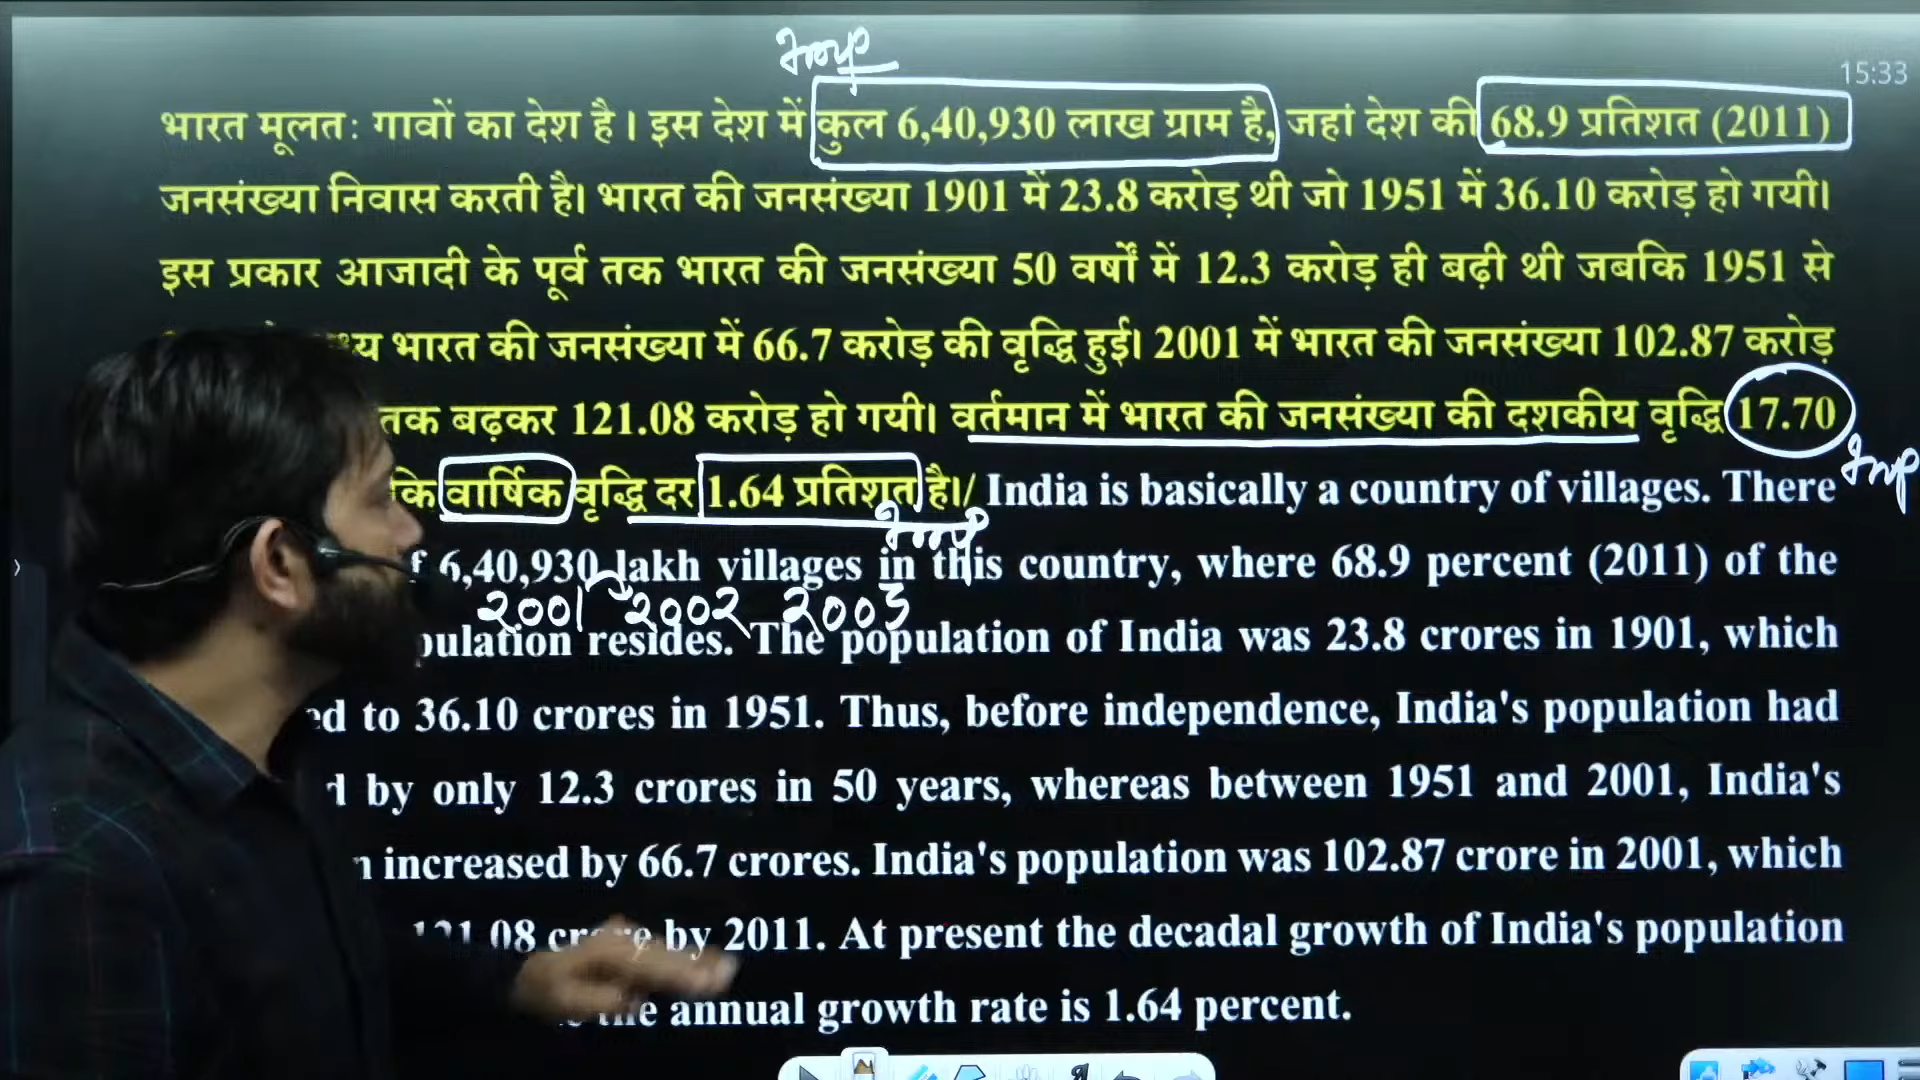 Imp
15:33
भारत मूलतः गावों का देश है। इस देश में कुल 6,40,930 लाख ग्राम है, जहां देश की 68.9 प्रतिशत (2011)
जनसंख्या निवास करती है। भारत की जनसंख्या 1901 में 23.8 करोड़ थी जो 1951 में 36.10 करोड़ हो गयी।
इस प्रकार आजादी के पूर्व तक भारत की जनसंख्या 50 वर्षों में 12.3 करोड़ ही बढ़ी थी जबकि 1951 से
भारत की जनसंख्या में 66.7 करोड़ की वृद्धि हुई। 2001 में भारत की जनसंख्या 102.87 करोड़
तक बढ़कर 121.08 करोड़ हो गयी। वर्तमान में भारत की जनसंख्या की दशकीय वृद्धि 17.70
Imp
कि वार्षिक वृद्धि दर 1.64 प्रतिशत है।/ India is basically a country of villages. There
Imp
6,40,930 lakh villages in this country, where 68.9 percent (2011) of the
2001 2002 2003
resides. The population of India was 23.8 crores in 1901, which
to 36.10 crores in 1951. Thus, before independence, India's population had
by only 12.3 crores in 50 years, whereas between 1951 and 2001, India's
increased by 66.7 crores. India's population was 102.87 crore in 2001, which
121.08 crore by 2011. At present the decadal growth of India's population
the annual growth rate is 1.64 percent.